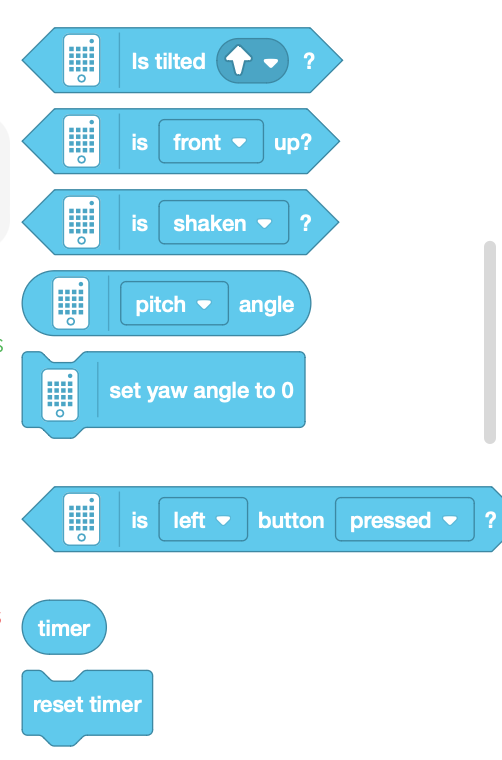 Is tilted ?
is front up?
is shaken ?
pitch angle
set yaw angle to 0
is left button pressed ?
timer
reset timer